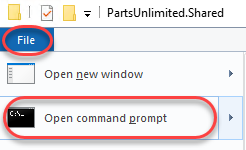 PartsUnlimited.Shared
File
Open new window
C:\_
Open command prompt